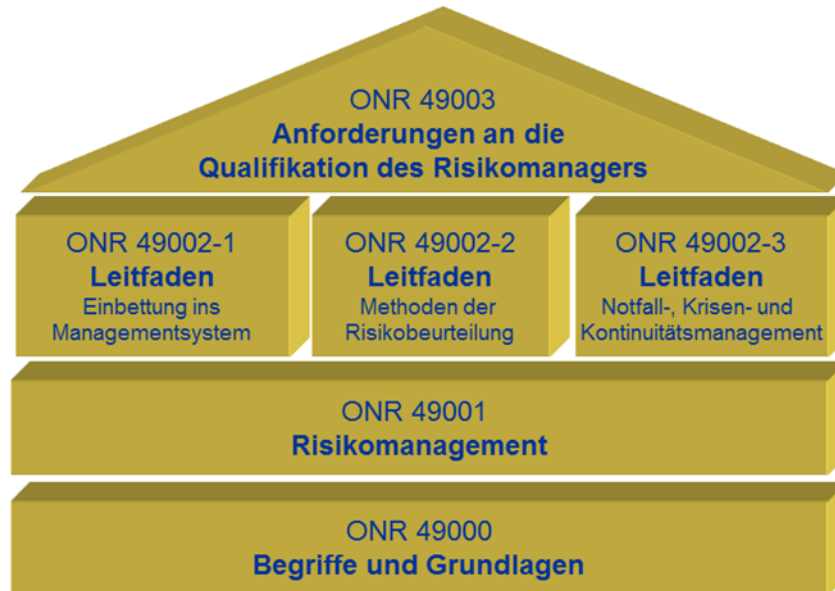 ONR 49003
Anforderungen an die
Qualifikation des Risikomanagers
ONR 49002-1
Leitfaden
Einbettung ins
Managementsystem
ONR 49002-2
Leitfaden
Methoden der
Risikobeurteilung
ONR 49002-3
Leitfaden
Notfall-, Krisen- und
Kontinuitätsmanagement
ONR 49001
Risikomanagement
ONR 49000
Begriffe und Grundlagen